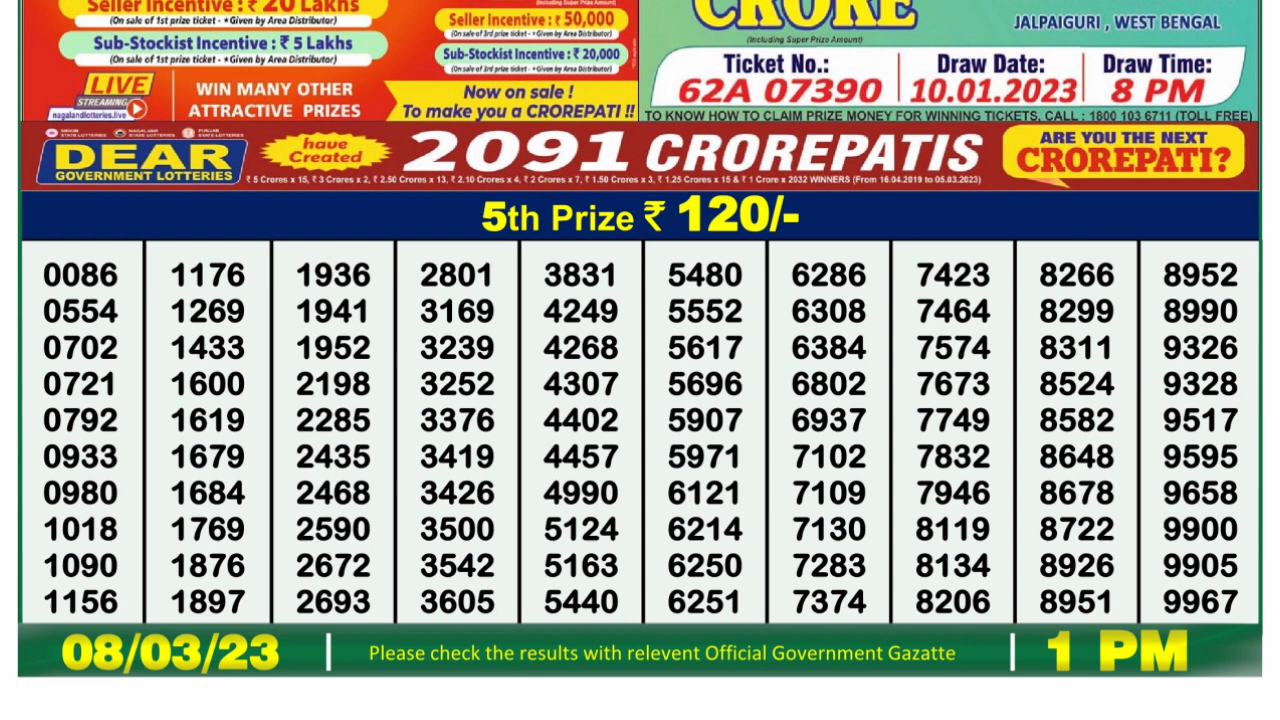 Seller Incentive : ₹ 20 Lakhs
(On sale of 1st prize ticket - *Given by Area Distributor)
Sub-Stockist Incentive : ₹ 5 Lakhs
(On sale of 1st prize ticket - *Given by Area Distributor)
LIVE
STREAMING
nagalandlotteries.live
WIN MANY OTHER
ATTRACTIVE PRIZES
(Including Super Prize Amount)
Seller Incentive : ₹ 50,000
(On sale of 3rd prize ticket - *Given by Area Distributor)
Sub-Stockist Incentive : ₹ 20,000
(On sale of 3rd prize ticket - *Given by Area Distributor)
Now on sale !
To make you a CROREPATI !!
CRORE
(Including Super Prize Amount)
JALPAIGURI , WEST BENGAL
Ticket No.: Draw Date: Draw Time:
62A 07390 10.01.2023 8 PM
TO KNOW HOW TO CLAIM PRIZE MONEY FOR WINNING TICKETS, CALL : 1800 103 6711 (TOLL FREE)
SIKKIM STATE LOTTERIES NAGALAND STATE LOTTERIES PUNJAB STATE LOTTERIES
DEAR
GOVERNMENT LOTTERIES
have
Created
2091 CROREPATIS
₹ 5 Crores x 15, ₹ 3 Crores x 2, ₹ 2.50 Crores x 13, ₹ 2.10 Crores x 4, ₹ 2 Crores x 7, ₹ 1.50 Crores x 3, ₹ 1.25 Crores x 15 & ₹ 1 Crore x 2032 WINNERS (From 16.04.2019 to 05.03.2023)
ARE YOU THE NEXT
CROREPATI?
5th Prize ₹ 120/-
0086 1176 1936 2801 3831 5480 6286 7423 8266 8952
0554 1269 1941 3169 4249 5552 6308 7464 8299 8990
0702 1433 1952 3239 4268 5617 6384 7574 8311 9326
0721 1600 2198 3252 4307 5696 6802 7673 8524 9328
0792 1619 2285 3376 4402 5907 6937 7749 8582 9517
0933 1679 2435 3419 4457 5971 7102 7832 8648 9595
0980 1684 2468 3426 4990 6121 7109 7946 8678 9658
1018 1769 2590 3500 5124 6214 7130 8119 8722 9900
1090 1876 2672 3542 5163 6250 7283 8134 8926 9905
1156 1897 2693 3605 5440 6251 7374 8206 8951 9967
08/03/23 Please check the results with relevent Official Government Gazatte 1 PM